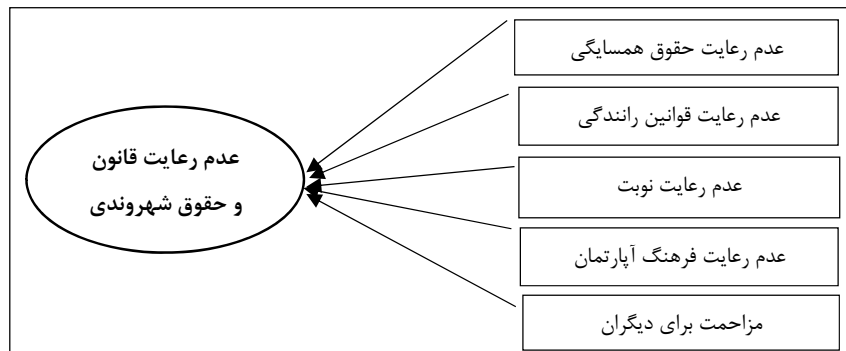 عدم رعایت حقوق همسایگی
عدم رعایت قوانین رانندگی
عدم رعایت قانون
و حقوق شهروندی
عدم رعایت نوبت
عدم رعایت فرهنگ آپارتمان
مزاحمت برای دیگران